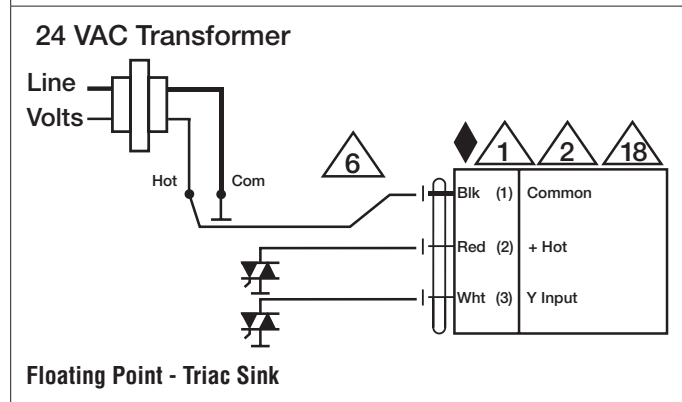 24 VAC Transformer
Line
Volts
Hot
Com
6
1
2
18
Blk (1) Common
Red (2) + Hot
Wht (3) Y Input
Floating Point - Triac Sink